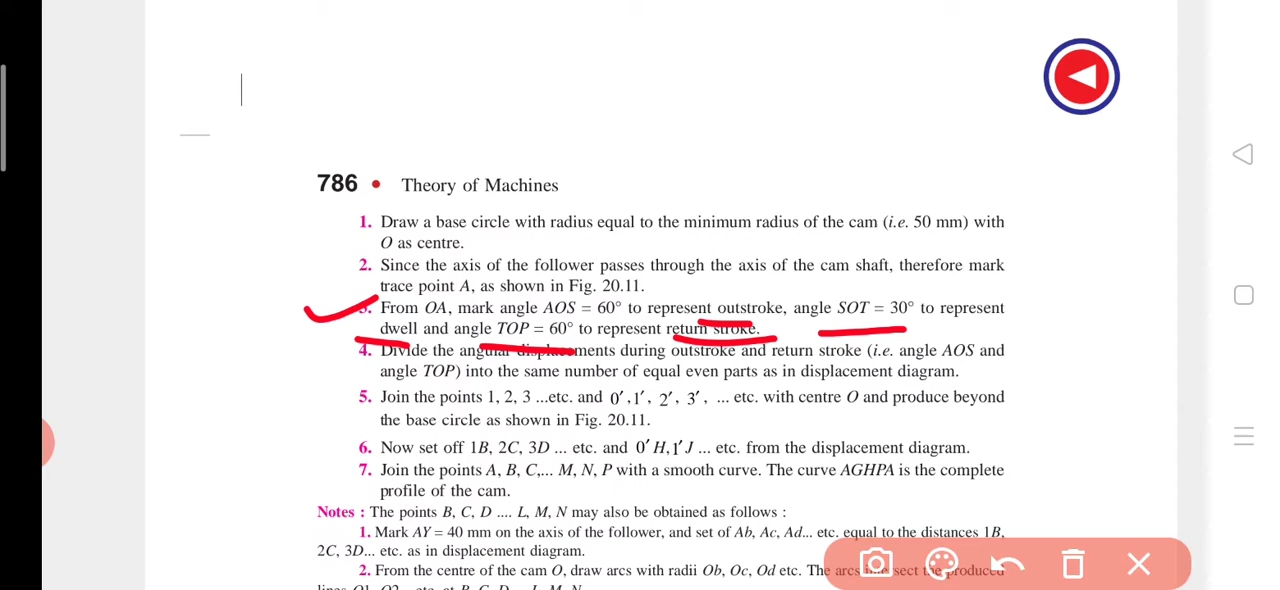 786 • Theory of Machines
1. Draw a base circle with radius equal to the minimum radius of the cam (i.e. 50 mm) with
O as centre.
2. Since the axis of the follower passes through the axis of the cam shaft, therefore mark
trace point A, as shown in Fig. 20.11.
3. From OA, mark angle AOS = 60° to represent outstroke, angle SOT = 30° to represent
dwell and angle TOP = 60° to represent return stroke.
4. Divide the angular displacements during outstroke and return stroke (i.e. angle AOS and
angle TOP) into the same number of equal even parts as in displacement diagram.
5. Join the points 1, 2, 3 ...etc. and 0′ ,1′ , 2′ , 3′ , ... etc. with centre O and produce beyond
the base circle as shown in Fig. 20.11.
6. Now set off 1B, 2C, 3D ... etc. and 0′ H, 1′ J ... etc. from the displacement diagram.
7. Join the points A, B, C,... M, N, P with a smooth curve. The curve AGHPA is the complete
profile of the cam.
Notes : The points B, C, D .... L, M, N may also be obtained as follows :
1. Mark AY = 40 mm on the axis of the follower, and set of Ab, Ac, Ad... etc. equal to the distances 1B,
2C, 3D... etc. as in displacement diagram.
2. From the centre of the cam O, draw arcs with radii Ob, Oc, Od etc. The arcs intersect the produced
lines O1, O2... etc. at B, C, D ... L, M, N.